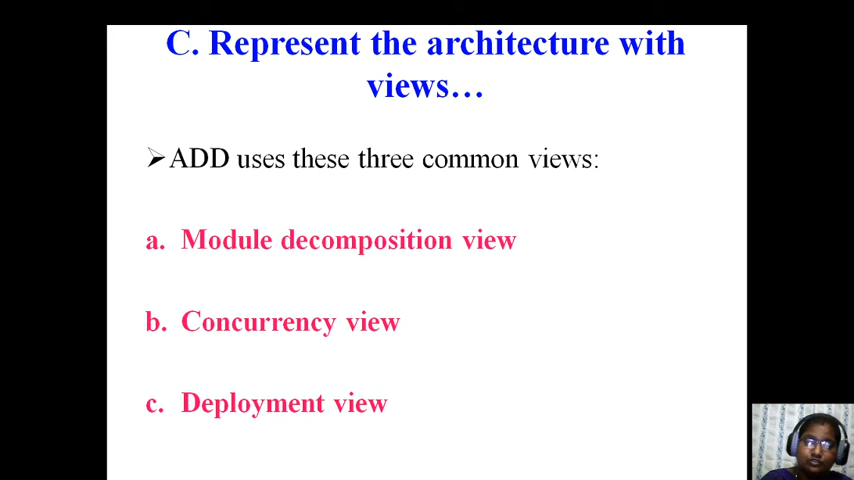 C. Represent the architecture with
views…
➢ADD uses these three common views:
a. Module decomposition view
b. Concurrency view
c. Deployment view